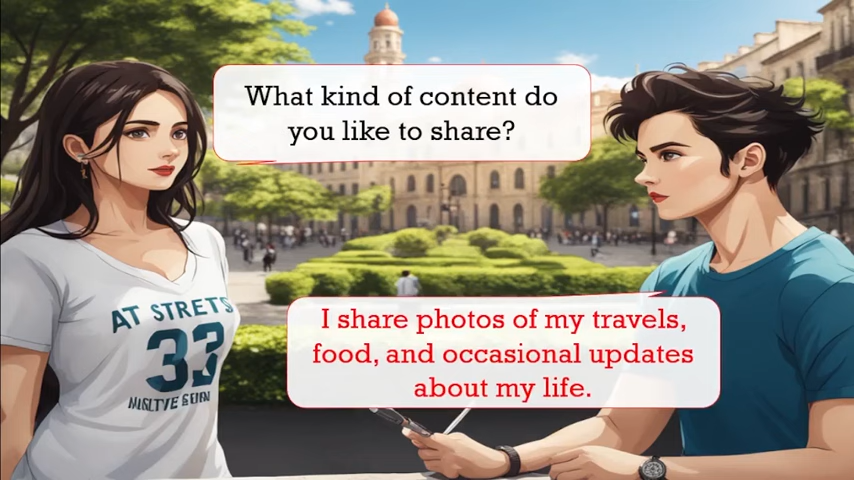 What kind of content do
you like to share?
AT STRETS
33
I share photos of my travels,
food, and occasional updates
about my life.